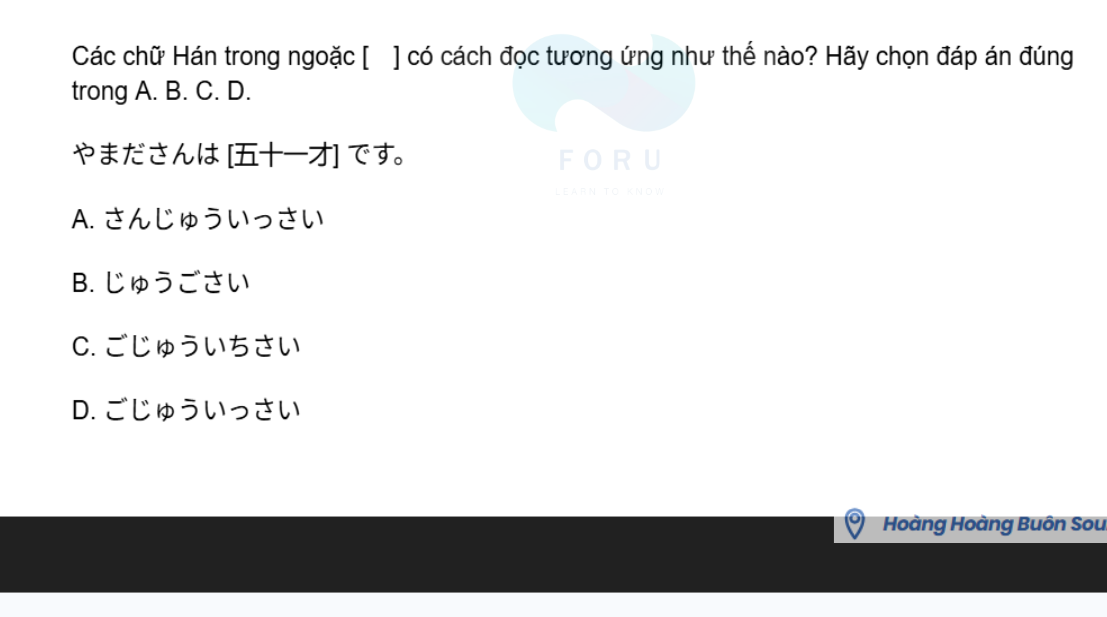 Các chữ Hán trong ngoặc [ ] có cách đọc tương ứng như thế nào? Hãy chọn đáp án đúng
trong A. B. C. D.
やまださんは [五十一才] です。
FORU
LEARN TO KNOW
A. さんじゅういっさい
B. じゅうごさい
C. ごじゅういちさい
D. ごじゅういっさい
Hoàng Hoàng Buôn Sou